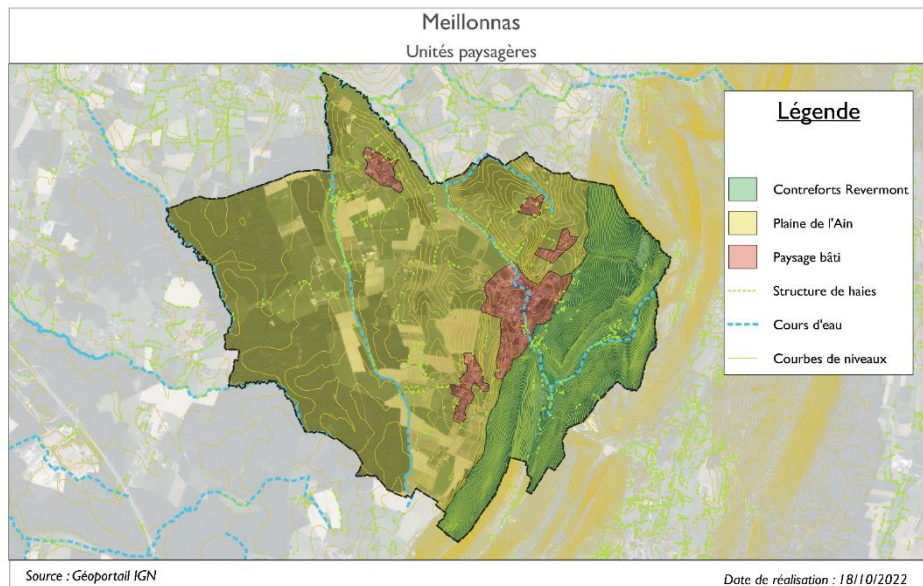 Meillonnas
Unités paysagères
Légende
Contreforts Revermont
Plaine de l'Ain
Paysage bâti
Structure de haies
Cours d'eau
Courbes de niveaux
Source : Géoportail IGN
Date de réalisation : 18/10/2022